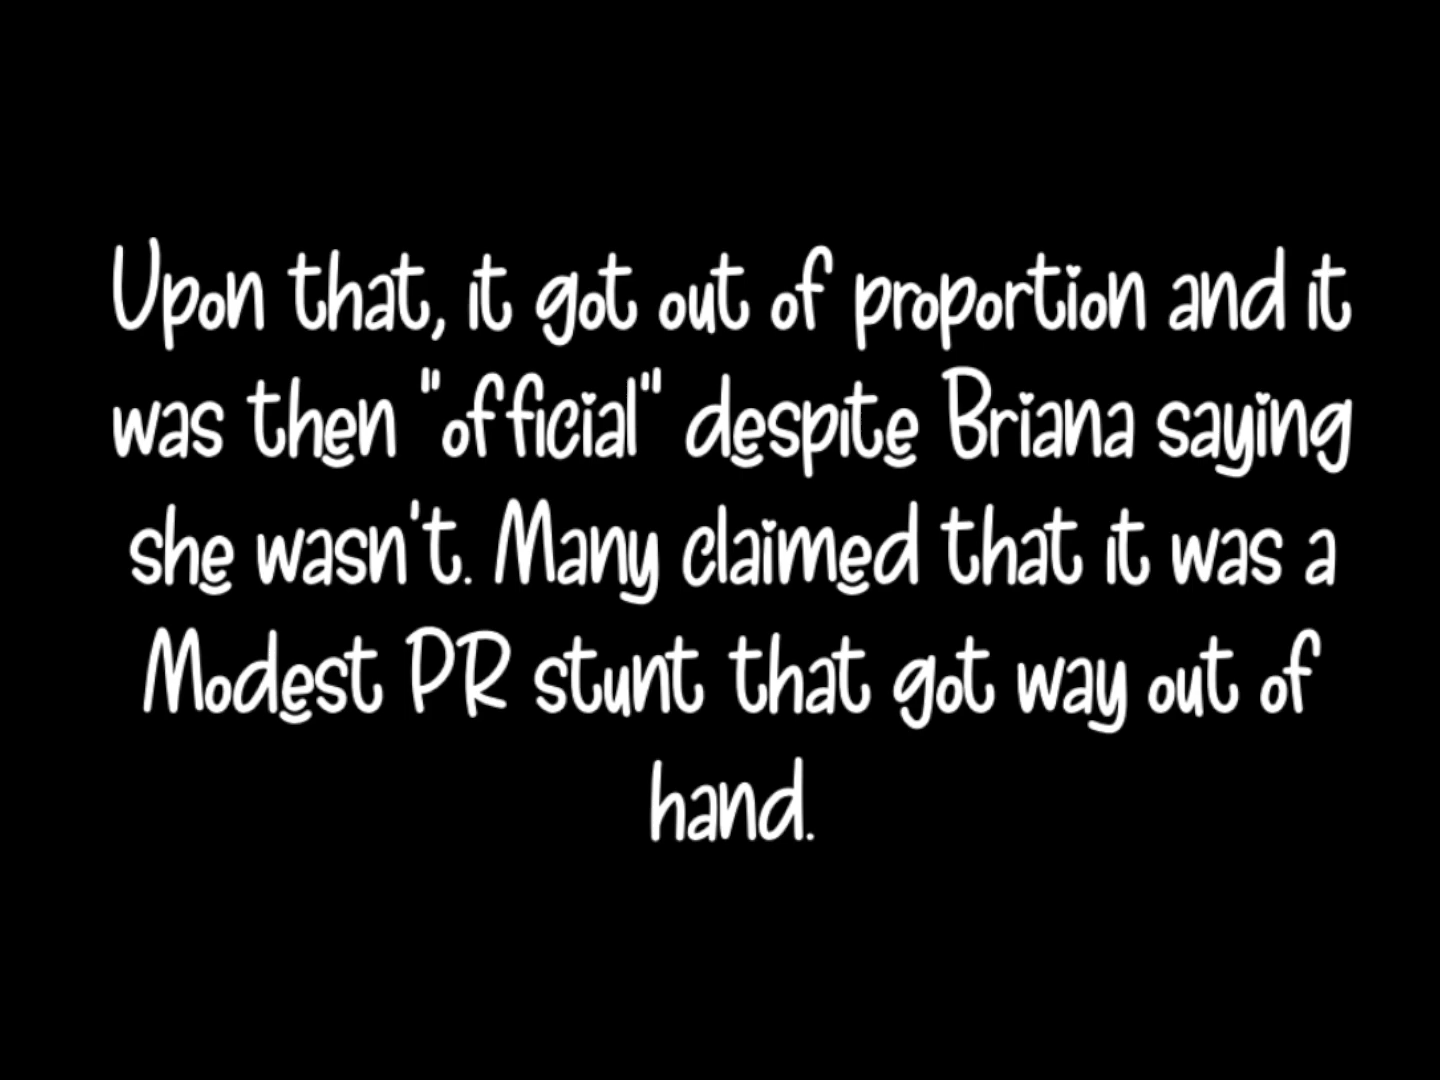 Upon that, it got out of proportion and it
was then "official" despite Briana saying
she wasn't. Many claimed that it was a
Modest PR stunt that got way out of
hand.